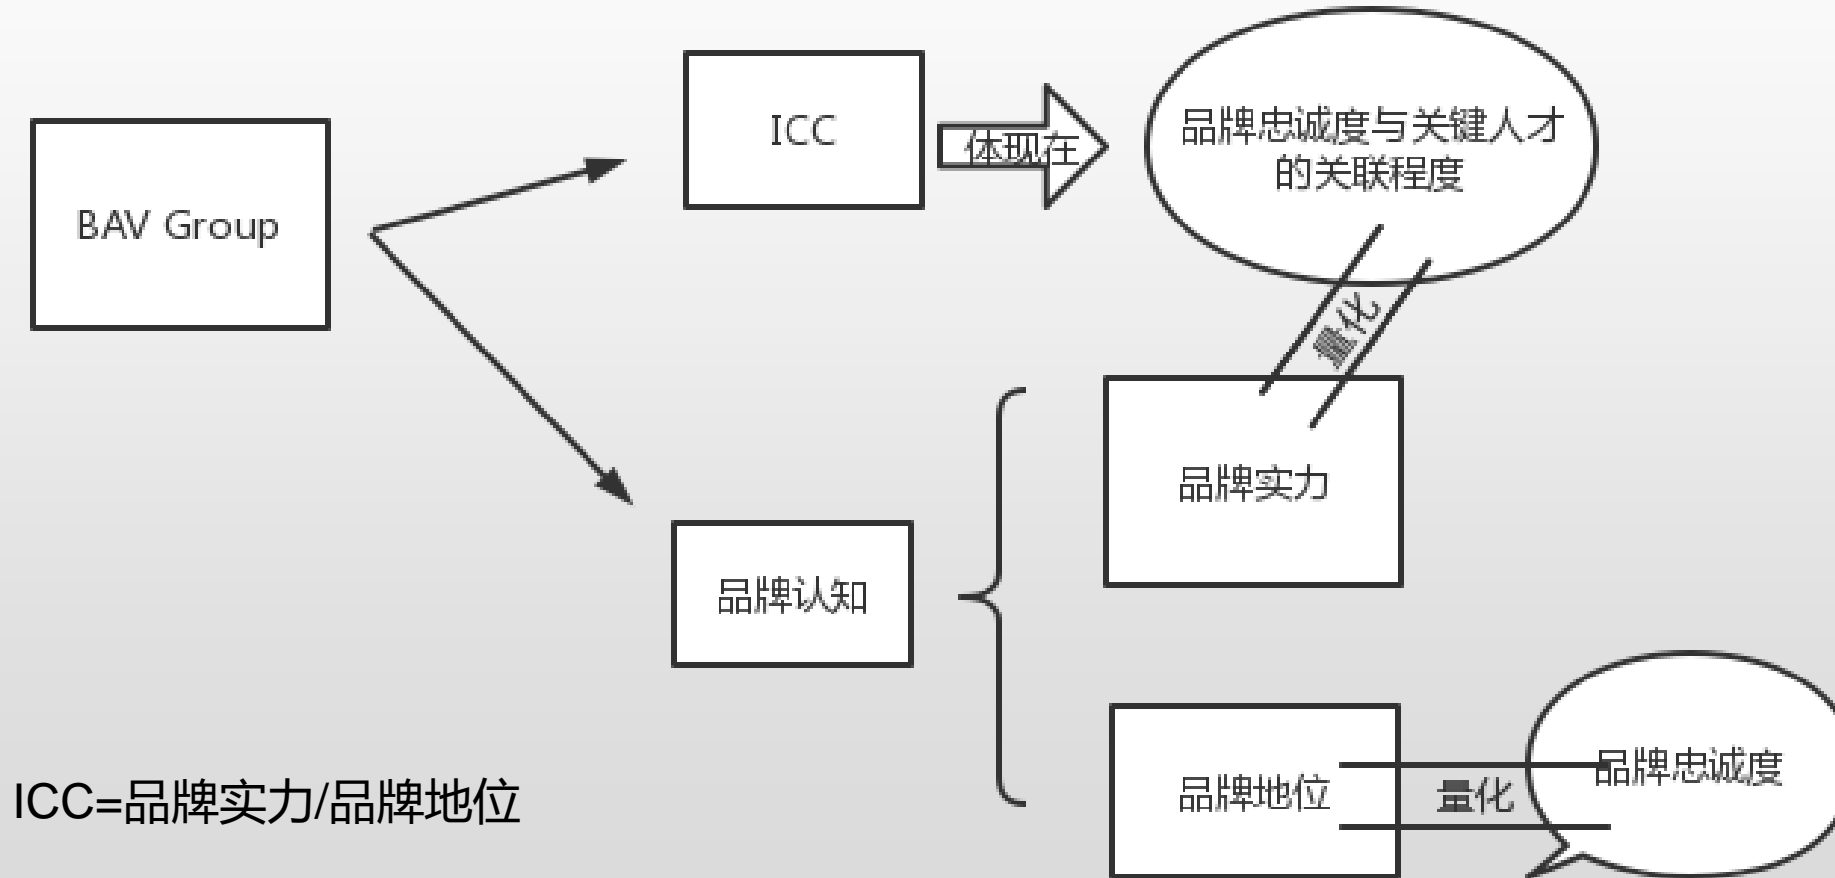 BAV Group
ICC
体现在
品牌忠诚度与关键人才
的关联程度
量化
品牌实力
品牌认知
品牌地位
量化
品牌忠诚度
ICC=品牌实力/品牌地位